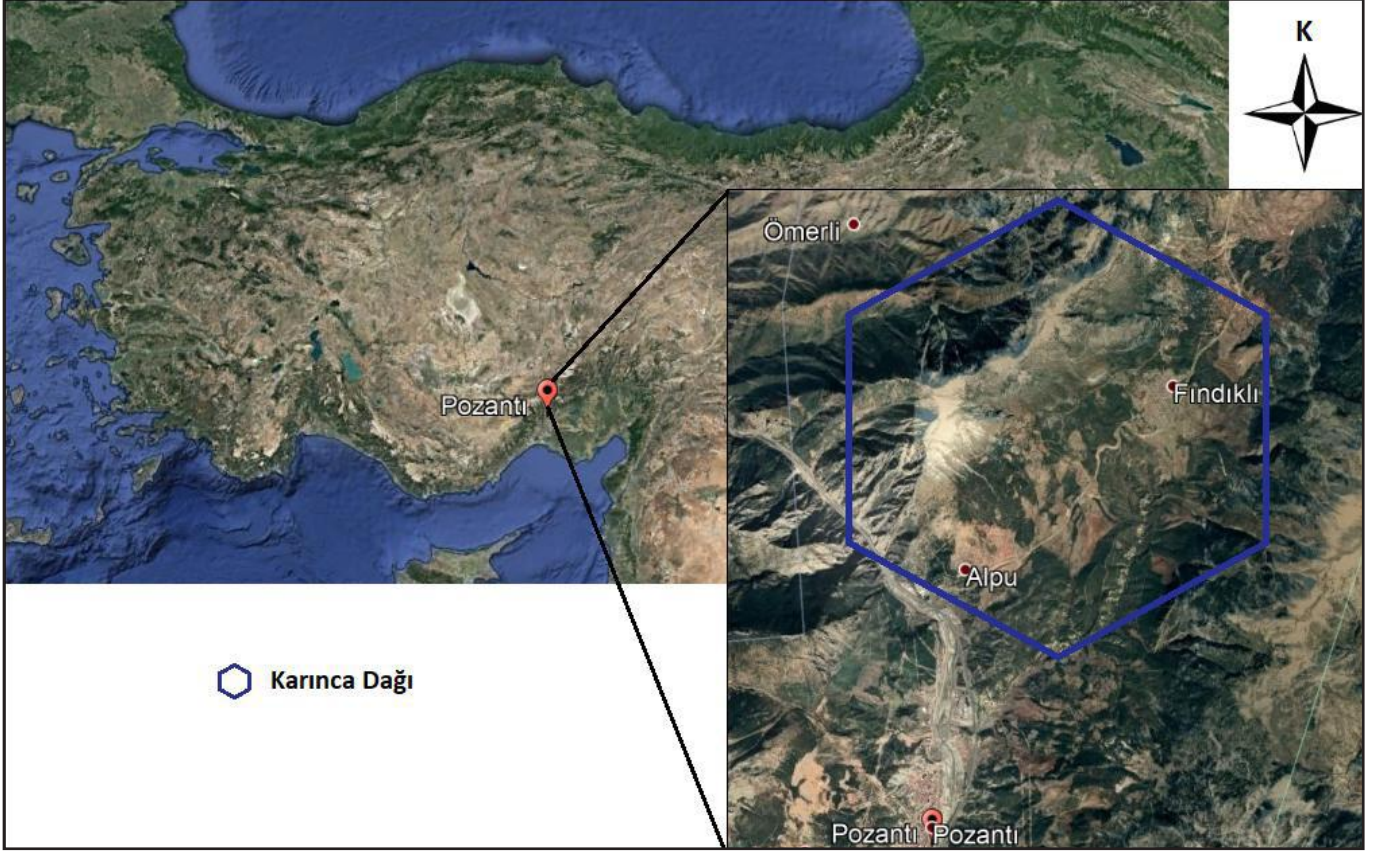 K
Pozantı
Ömerli
Fındıklı
Alpu
Pozantı Pozantı
Karınca Dağı